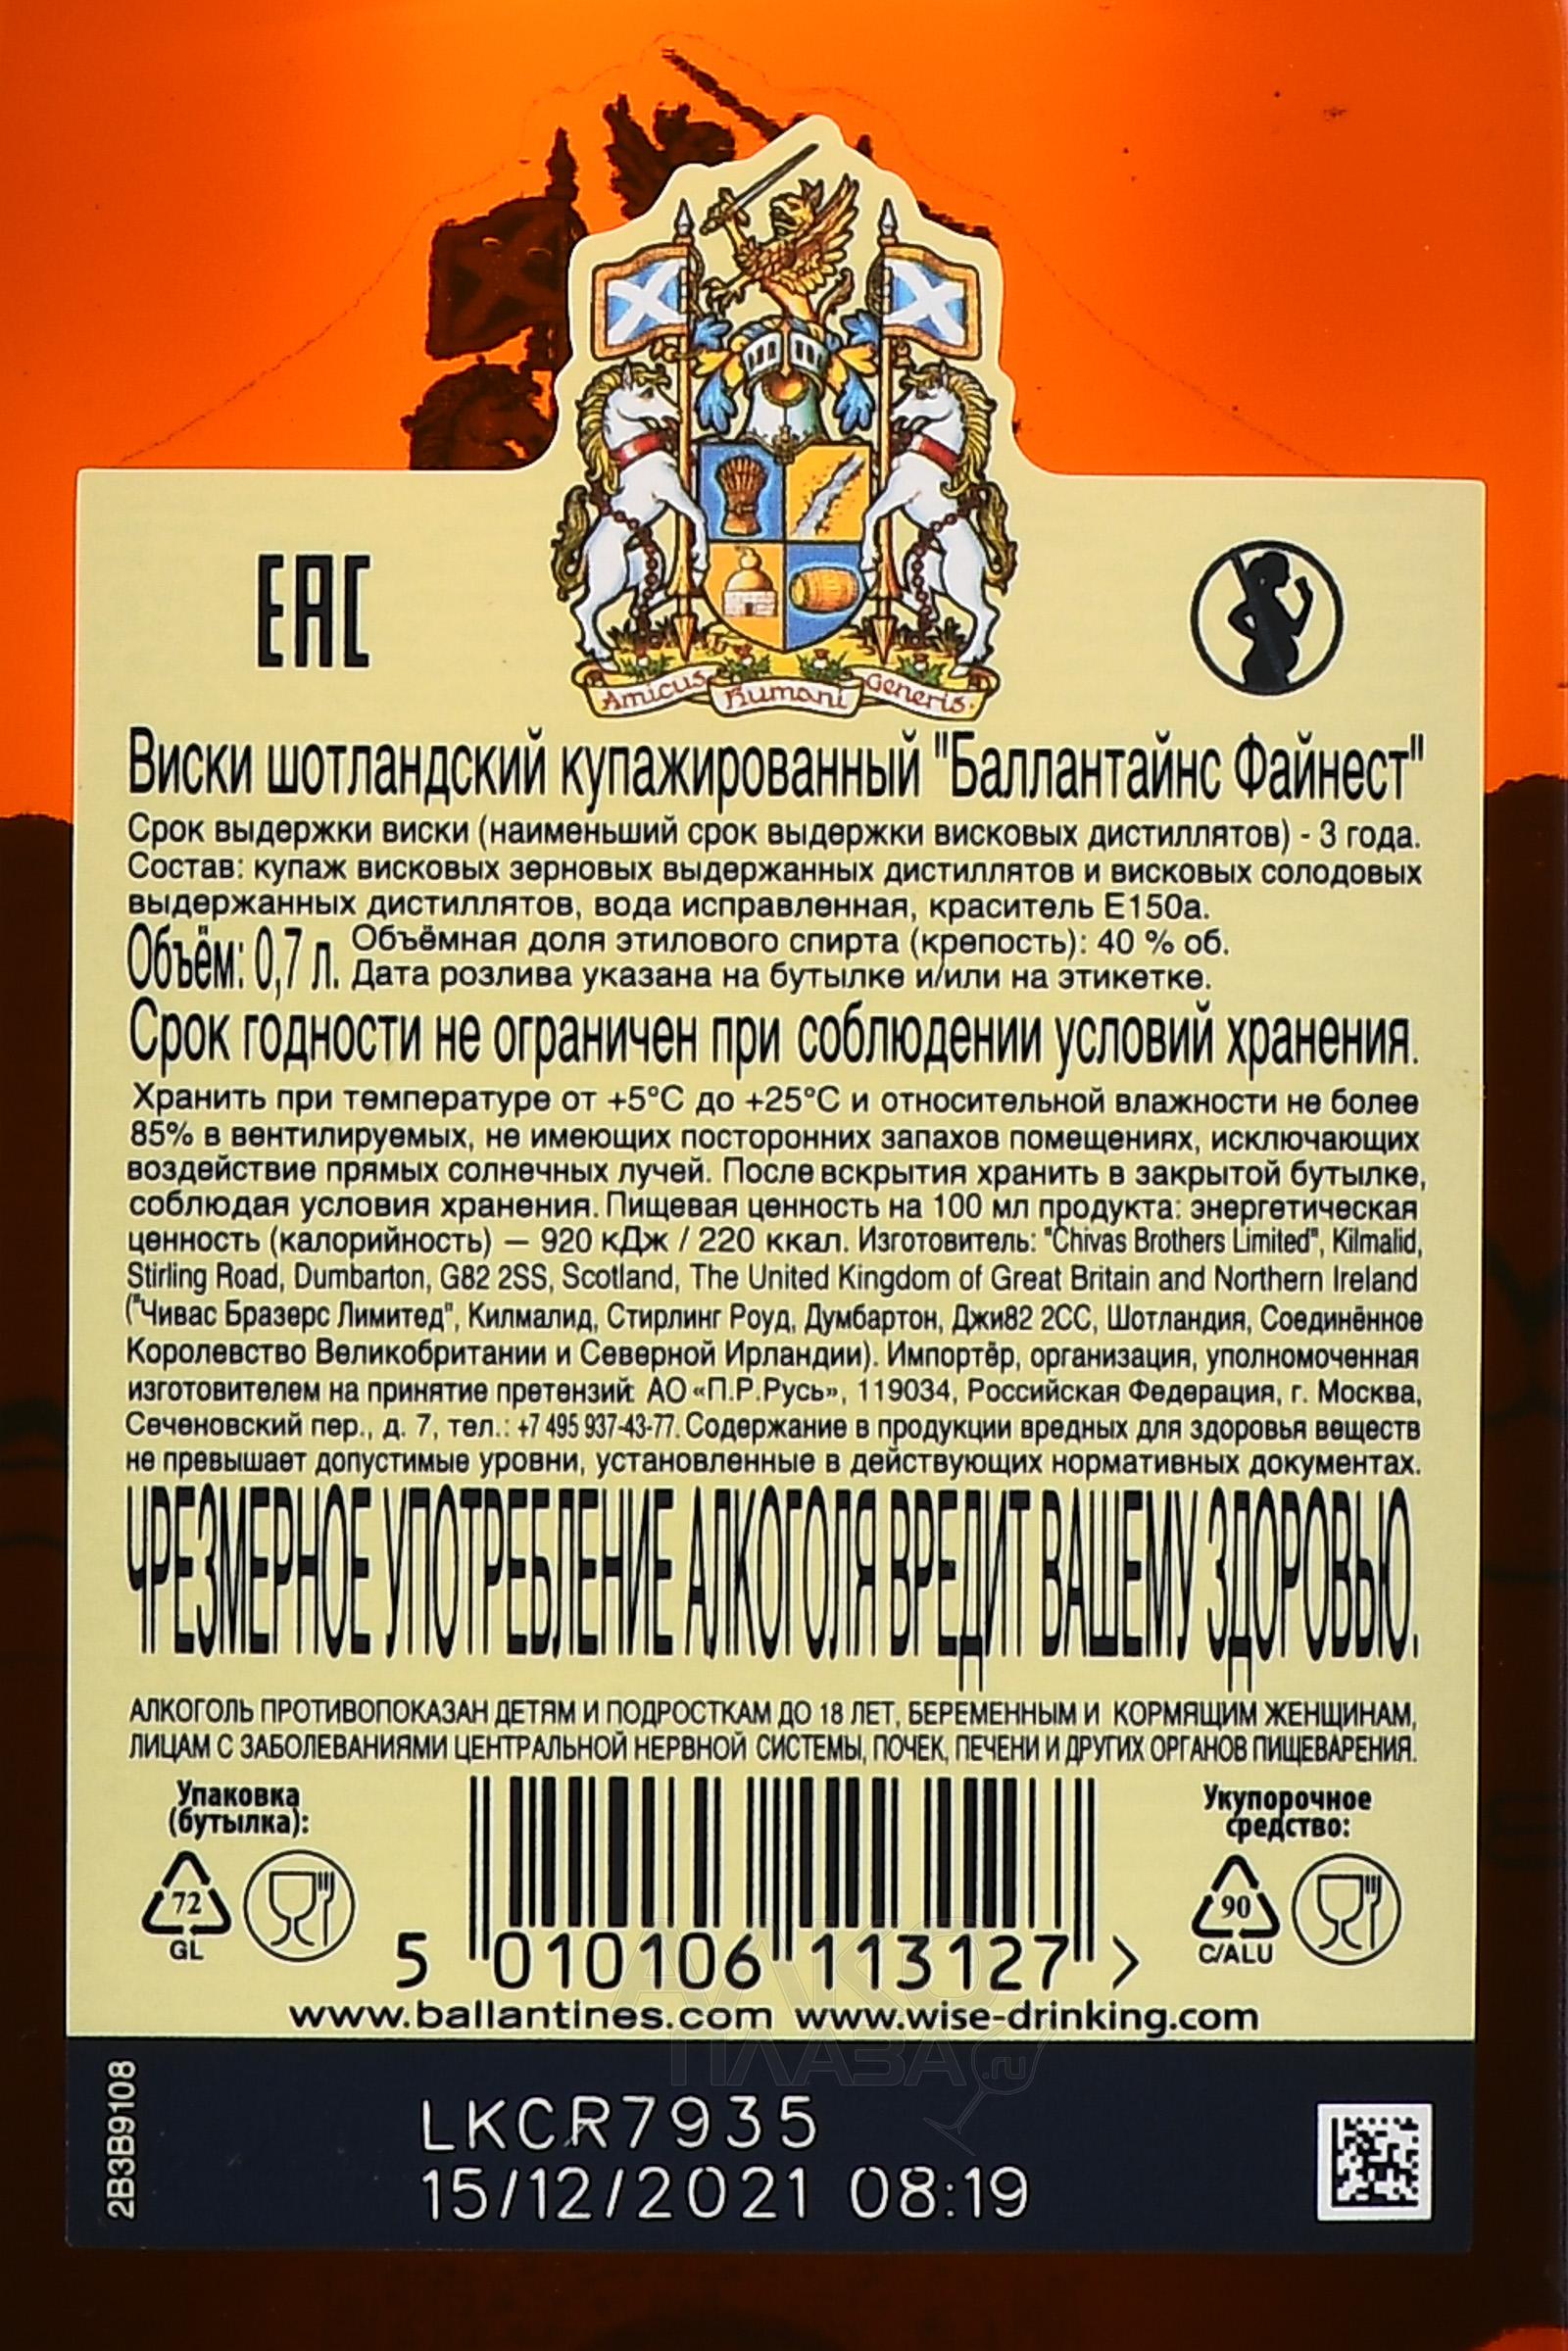 Amicus Humani Generis.
ЕАС
Виски шотландский купажированный "Баллантайнс Файнест"
Срок выдержки виски (наименьший срок выдержки висковых дистиллятов) - 3 года.
Состав: купаж висковых зерновых выдержанных дистиллятов и висковых солодовых
выдержанных дистиллятов, вода исправленная, краситель Е150а.
Объём: 0,7 л. Объёмная доля этилового спирта (крепость): 40 % об.
Дата розлива указана на бутылке и/или на этикетке.
Срок годности не ограничен при соблюдении условий хранения.
Хранить при температуре от +5°C до +25°C и относительной влажности не более
85% в вентилируемых, не имеющих посторонних запахов помещениях, исключающих
воздействие прямых солнечных лучей. После вскрытия хранить в закрытой бутылке,
соблюдая условия хранения. Пищевая ценность на 100 мл продукта: энергетическая
ценность (калорийность) — 920 кДж / 220 ккал. Изготовитель: "Chivas Brothers Limited", Kilmalid,
Stirling Road, Dumbarton, G82 2SS, Scotland, The United Kingdom of Great Britain and Northern Ireland
("Чивас Бразерс Лимитед", Килмалид, Стирлинг Роуд, Думбартон, Джи82 2СС, Шотландия, Соединённое
Королевство Великобритании и Северной Ирландии). Импортёр, организация, уполномоченная
изготовителем на принятие претензий: АО «П.Р.Русь», 119034, Российская Федерация, г. Москва,
Сеченовский пер., д. 7, тел.: +7 495 937-43-77. Содержание в продукции вредных для здоровья веществ
не превышает допустимые уровни, установленные в действующих нормативных документах.
ЧРЕЗМЕРНОЕ УПОТРЕБЛЕНИЕ АЛКОГОЛЯ ВРЕДИТ ВАШЕМУ ЗДОРОВЬЮ.
АЛКОГОЛЬ ПРОТИВОПОКАЗАН ДЕТЯМ И ПОДРОСТКАМ ДО 18 ЛЕТ, БЕРЕМЕННЫМ И КОРМЯЩИМ ЖЕНЩИНАМ,
ЛИЦАМ С ЗАБОЛЕВАНИЯМИ ЦЕНТРАЛЬНОЙ НЕРВНОЙ СИСТЕМЫ, ПОЧЕК, ПЕЧЕНИ И ДРУГИХ ОРГАНОВ ПИЩЕВАРЕНИЯ.
Упаковка
(бутылка):
72
GL
Укупорочное
средство:
90
C/ALU
5 010106 113127 >
www.ballantines.com www.wise-drinking.com
АЛКО
ПЛАЗА.ru
2B3B9108
LKCR7935
15/12/2021 08:19